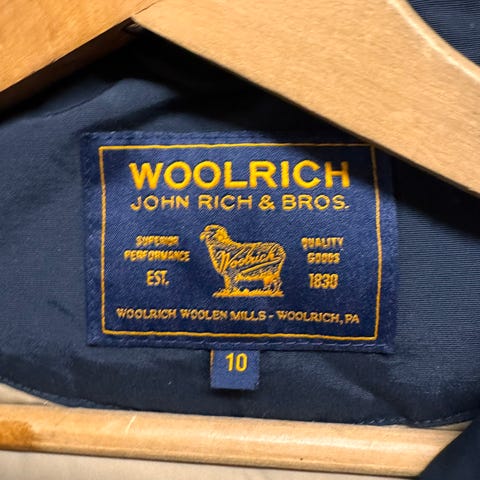 WOOLRICH
JOHN RICH & BROS.
SUPERIOR PERFORMANCE
QUALITY GOODS
Woolrich
EST.
1830
WOOLRICH WOOLEN MILLS - WOOLRICH, PA
10